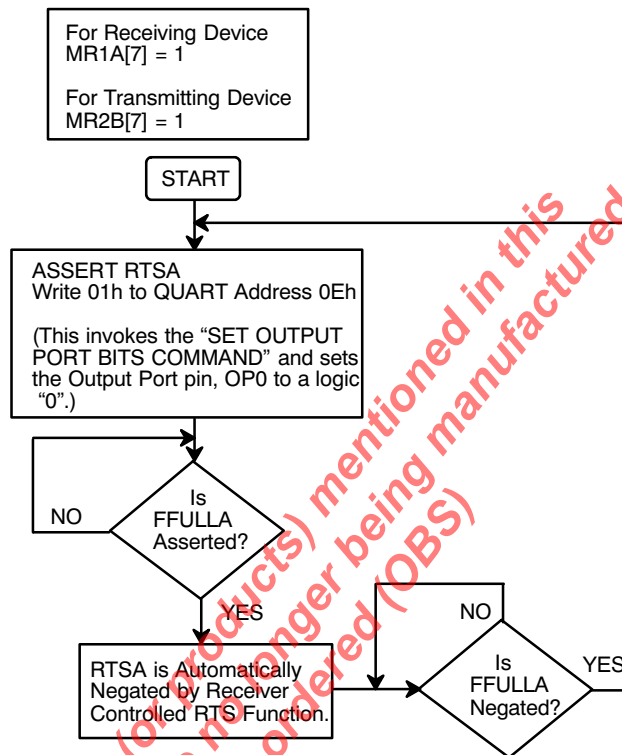 For Receiving Device
MR1A[7] = 1
For Transmitting Device
MR2B[7] = 1
START
ASSERT RTSA
Write 01h to QUART Address 0Eh
(This invokes the “SET OUTPUT
PORT BITS COMMAND” and sets
the Output Port pin, OP0 to a logic
“0”.)
Is
FFULLA
Asserted?
NO
YES
RTSA is Automatically
Negated by Receiver
Controlled RTS Function.
Is
FFULLA
Negated?
NO
YES
(or products) mentioned in this
no longer being manufactured
ordered (OBS)